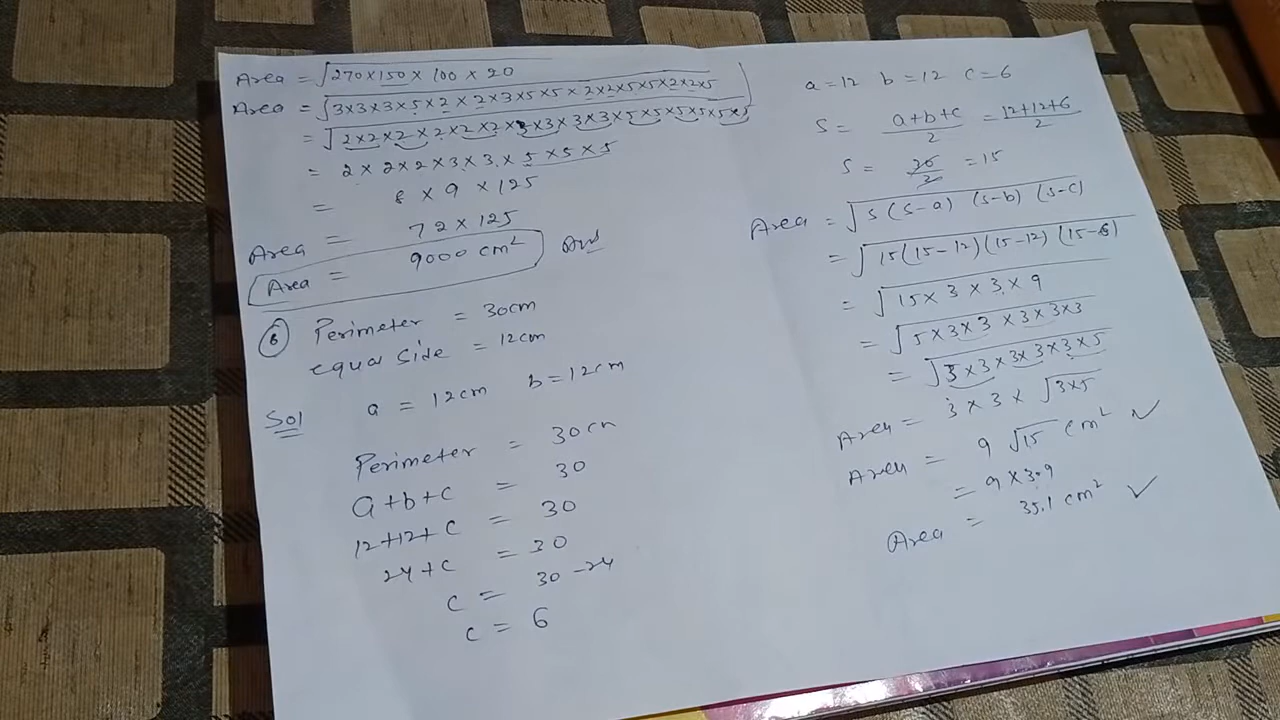 Area = √270×150×100×20
Area = √3×3×3×5×2×2×3×5×5×2×2×5×5×2×2×5
= √2×2×2×2×2×2×3×3×3×3×5×5×5×5×5×5
= 2×2×2×3×3×5×5×5
= 8×9×125
Area = 72×125
Area = 9000 cm² Ans
6 Perimeter = 30cm
equal side = 12cm
Sol a = 12cm b=12cm
Perimeter = 30cm
a+b+c = 30
12+12+c = 30
24+c = 30
c = 30-24
c = 6
a=12 b=12 c=6
S = a+b+c/2 = 12+12+6/2
S = 30/2 = 15
Area = √S(S-a) (S-b) (S-c)
= √15(15-12)(15-12)(15-6)
= √15×3×3×9
= √5×3×3×3×3×3
= √3×3×3×3×3×5
Area = 3×3×√3×5
Area = 9√15 cm² ✓
= 9×3.9
Area = 35.1 cm² ✓